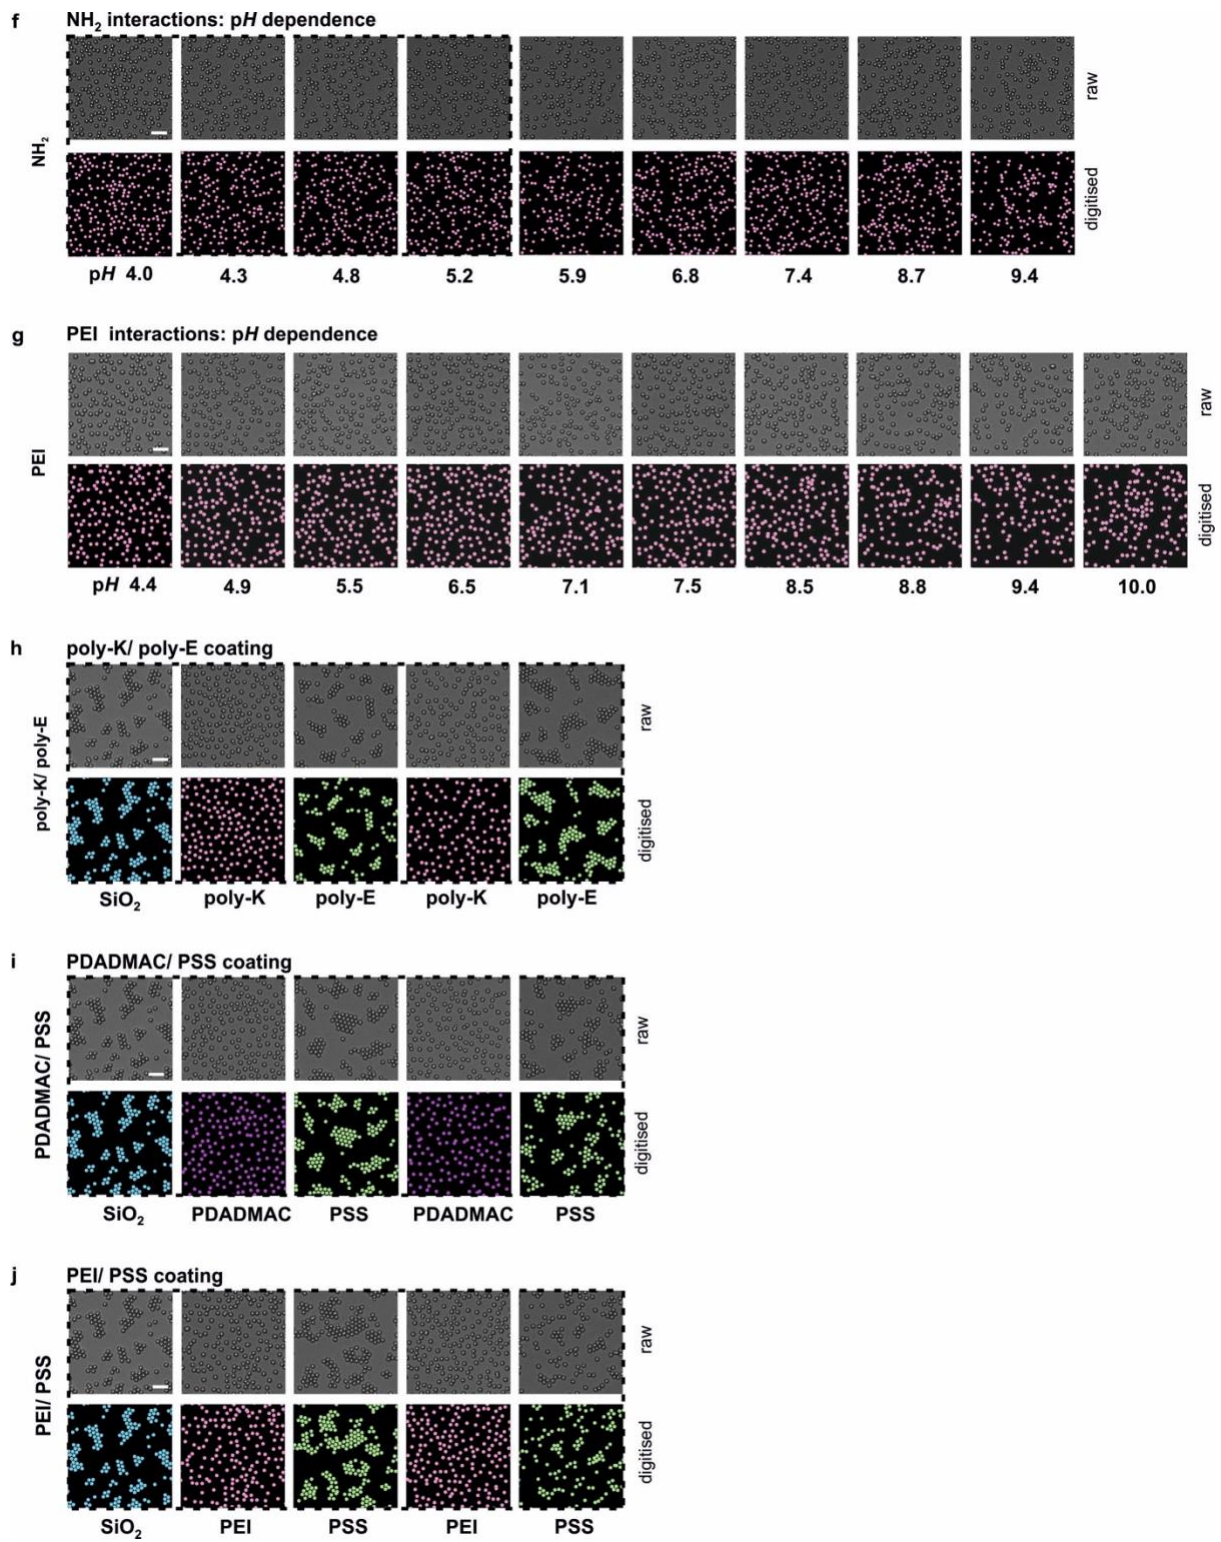 f NH₂ interactions: pH dependence
NH₂
raw
digitised
pH 4.0 4.3 4.8 5.2 5.9 6.8 7.4 8.7 9.4
g PEI interactions: pH dependence
PEI
raw
digitised
pH 4.4 4.9 5.5 6.5 7.1 7.5 8.5 8.8 9.4 10.0
h poly-K/ poly-E coating
poly-K/ poly-E
raw
digitised
SiO₂ poly-K poly-E poly-K poly-E
i PDADMAC/ PSS coating
PDADMAC/ PSS
raw
digitised
SiO₂ PDADMAC PSS PDADMAC PSS
j PEI/ PSS coating
PEI/ PSS
raw
digitised
SiO₂ PEI PSS PEI PSS